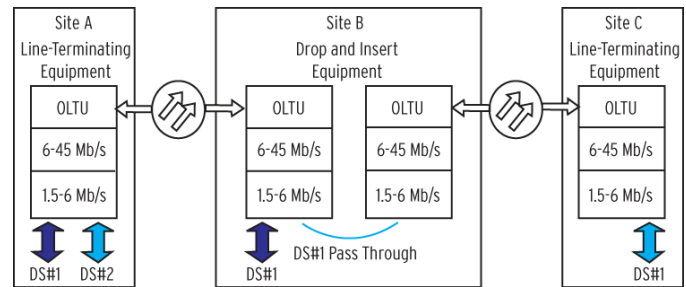 Site A
Line-Terminating
Equipment
OLTU
6-45 Mb/s
1.5-6 Mb/s
DS#1
DS#2
Site B
Drop and Insert
Equipment
OLTU
6-45 Mb/s
1.5-6 Mb/s
OLTU
6-45 Mb/s
1.5-6 Mb/s
DS#1
DS#1 Pass Through
Site C
Line-Terminating
Equipment
OLTU
6-45 Mb/s
1.5-6 Mb/s
DS#1